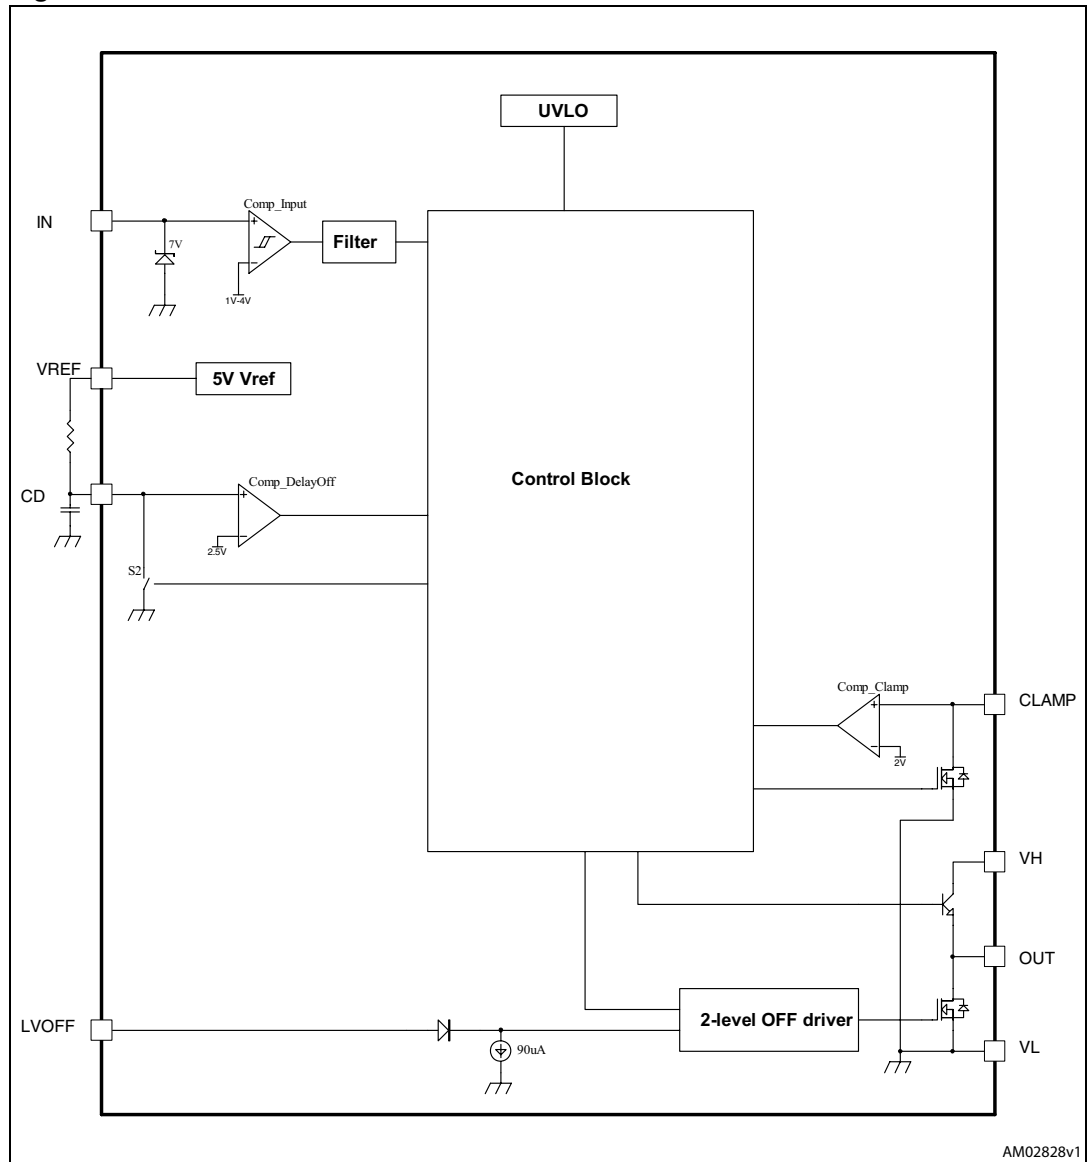 UVLO
Comp_Input
IN
7V
Filter
1V-4V
VREF
5V Vref
Comp_DelayOff
CD
2.5V
S2
Control Block
Comp_Clamp
CLAMP
2V
VH
OUT
2-level OFF driver
LVOFF
90uA
VL
AM02828v1